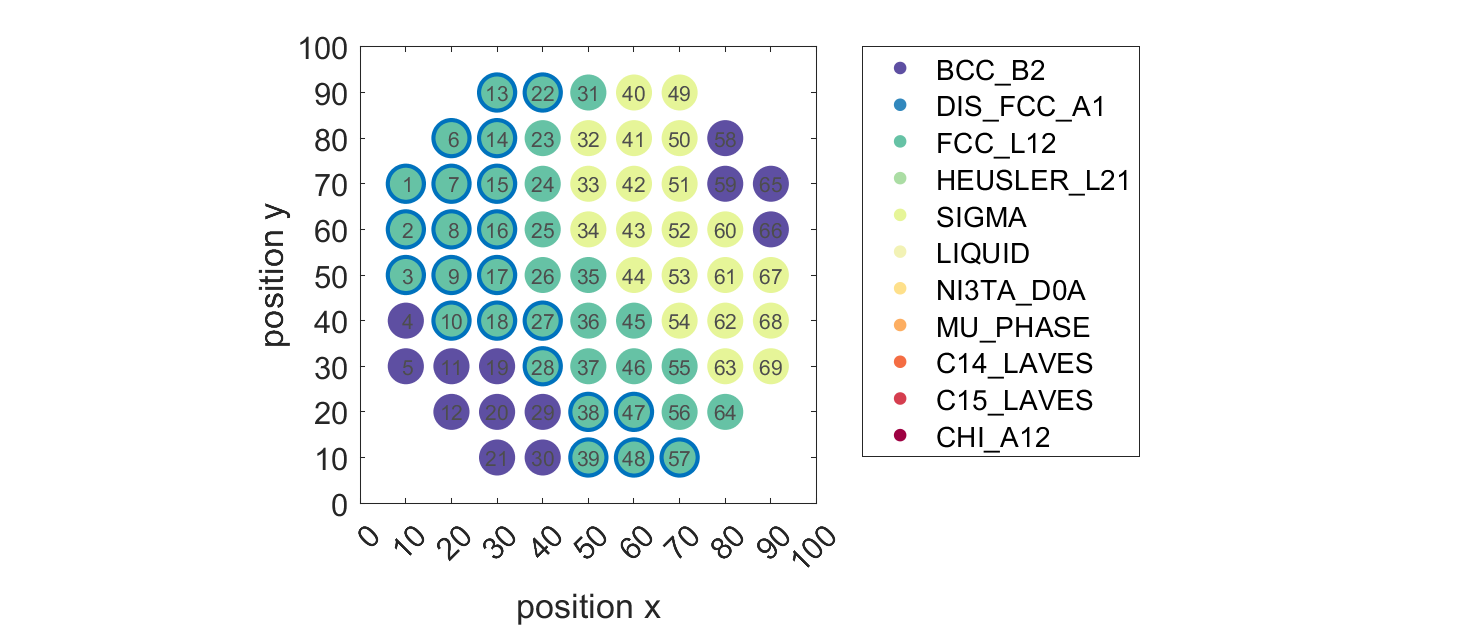 100
90
80
70
60
50
40
30
20
10
0
position y
13 22 31 40 49
6 14 23 32 41 50 58
1 7 15 24 33 42 51 59 65
2 8 16 25 34 43 52 60 66
3 9 17 26 35 44 53 61 67
4 10 18 27 36 45 54 62 68
5 11 19 28 37 46 55 63 69
12 20 29 38 47 56 64
21 30 39 48 57
0 10 20 30 40 50 60 70 80 90 100
position x
BCC_B2
DIS_FCC_A1
FCC_L12
HEUSLER_L21
SIGMA
LIQUID
NI3TA_D0A
MU_PHASE
C14_LAVES
C15_LAVES
CHI_A12